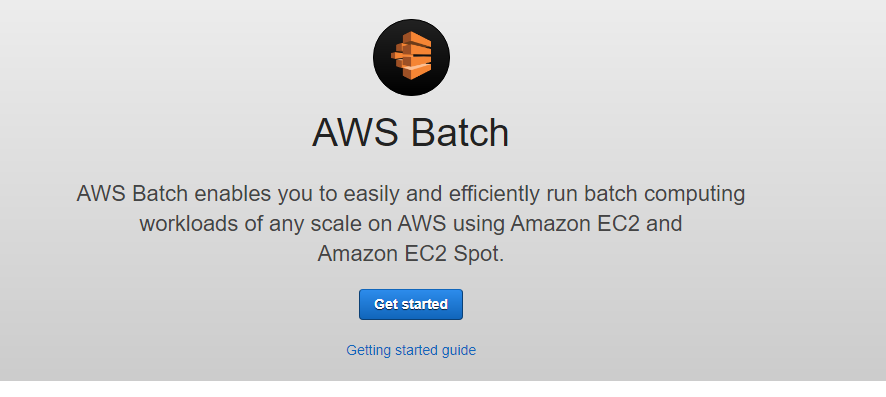 AWS Batch
AWS Batch enables you to easily and efficiently run batch computing
workloads of any scale on AWS using Amazon EC2 and
Amazon EC2 Spot.
Get started
Getting started guide